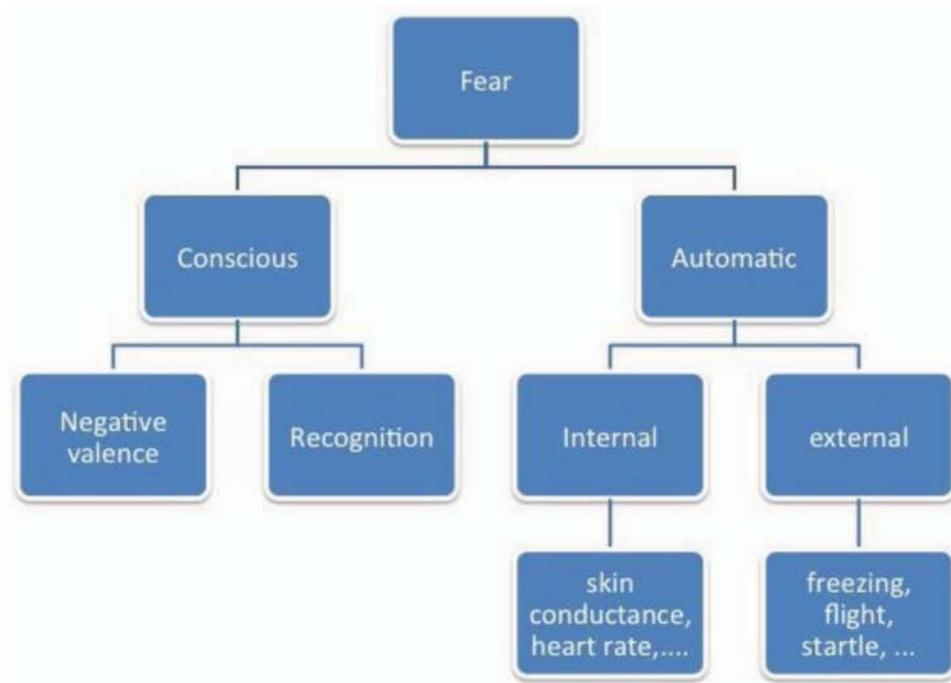 Fear
Conscious
Automatic
Negative
valence
Recognition
Internal
external
skin
conductance,
heart rate,....
freezing,
flight,
startle, ...